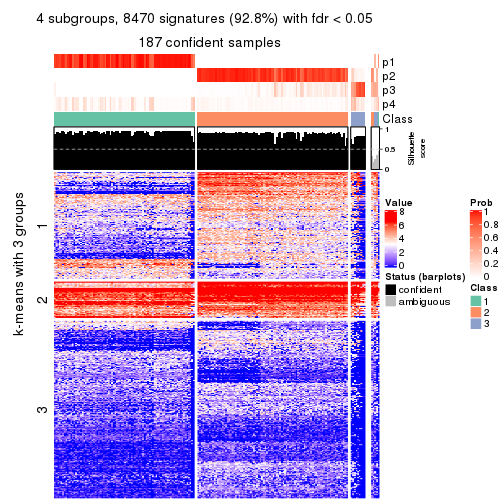 4 subgroups, 8470 signatures (92.8%) with fdr < 0.05
187 confident samples
p1
p2
p3
p4
Class
1
0.5
0
Silhouette
score
k-means with 3 groups
1
2
3
Value
8
6
4
2
0
Status (barplots)
confident
ambiguous
Prob
1
0.8
0.6
0.4
0.2
0
Class
1
2
3